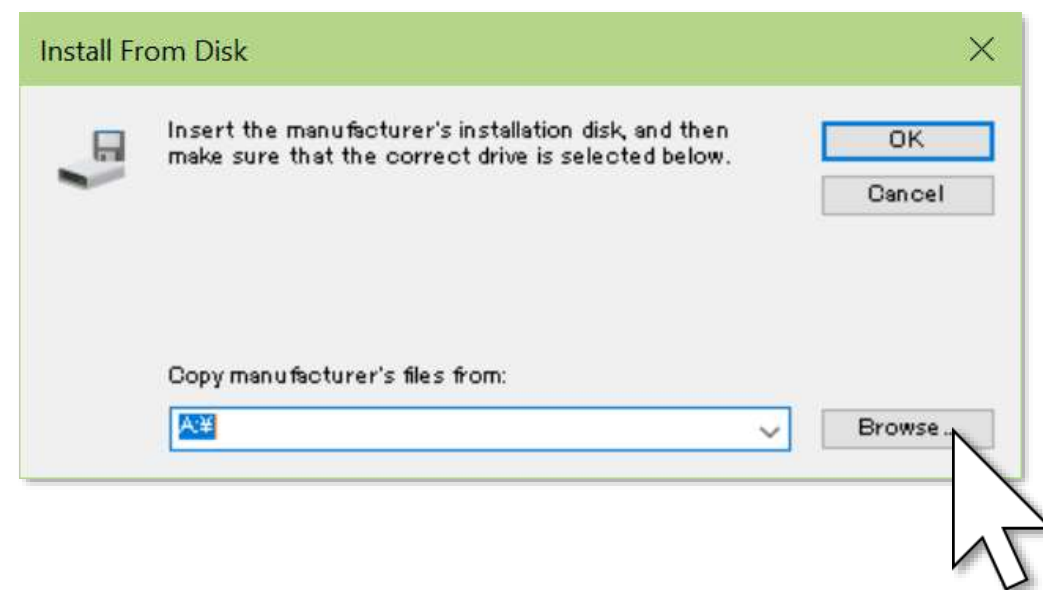 Install From Disk
Insert the manufacturer's installation disk, and then
make sure that the correct drive is selected below.
OK
Cancel
Copy manufacturer's files from:
A:¥
Browse...